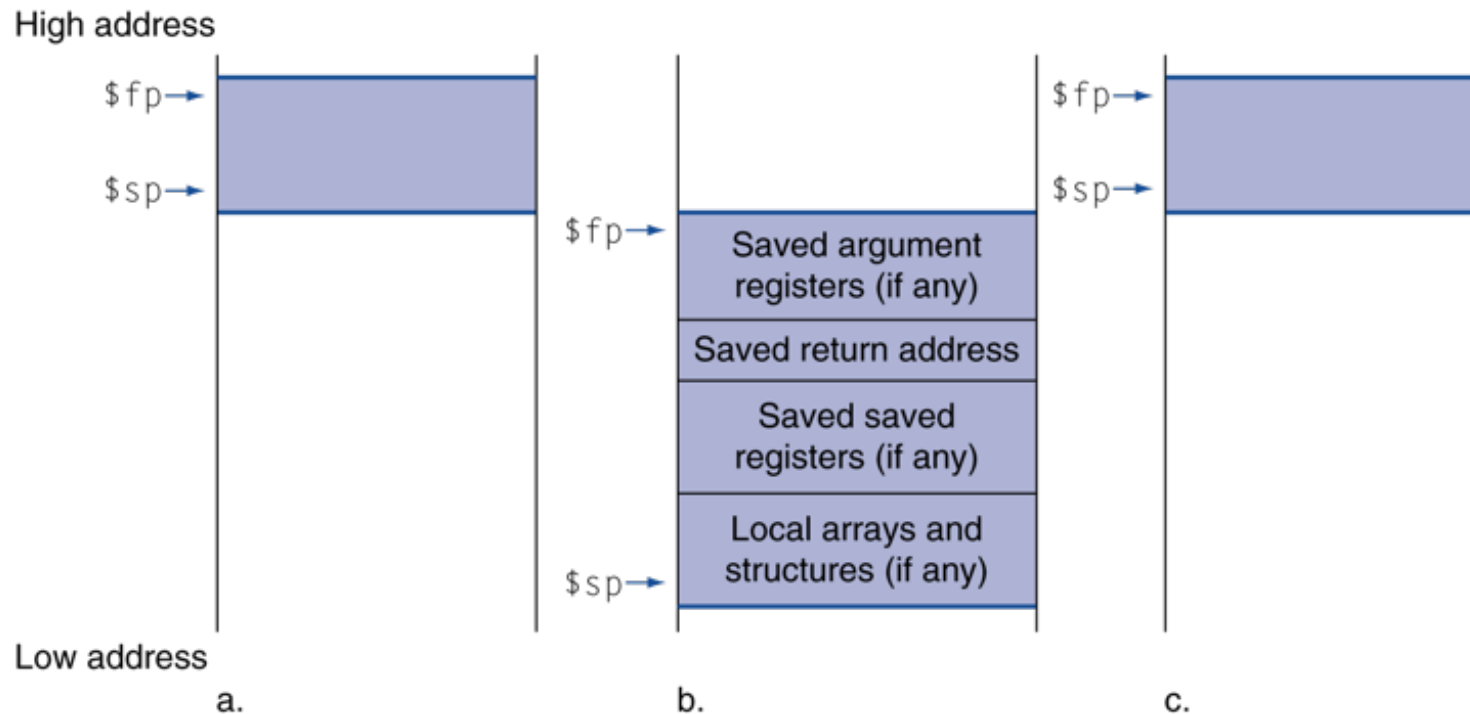 High address
$fp
$sp
$fp
Saved argument
registers (if any)
Saved return address
Saved saved
registers (if any)
Local arrays and
structures (if any)
$sp
$fp
$sp
Low address
a.
b.
c.